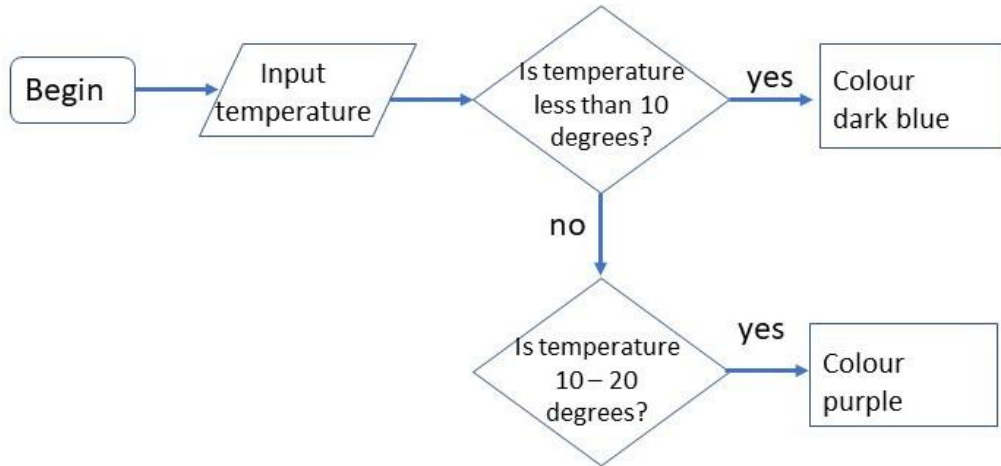 Begin
Input
temperature
Is temperature
less than 10
degrees?
yes
Colour
dark blue
no
Is temperature
10 – 20
degrees?
yes
Colour
purple